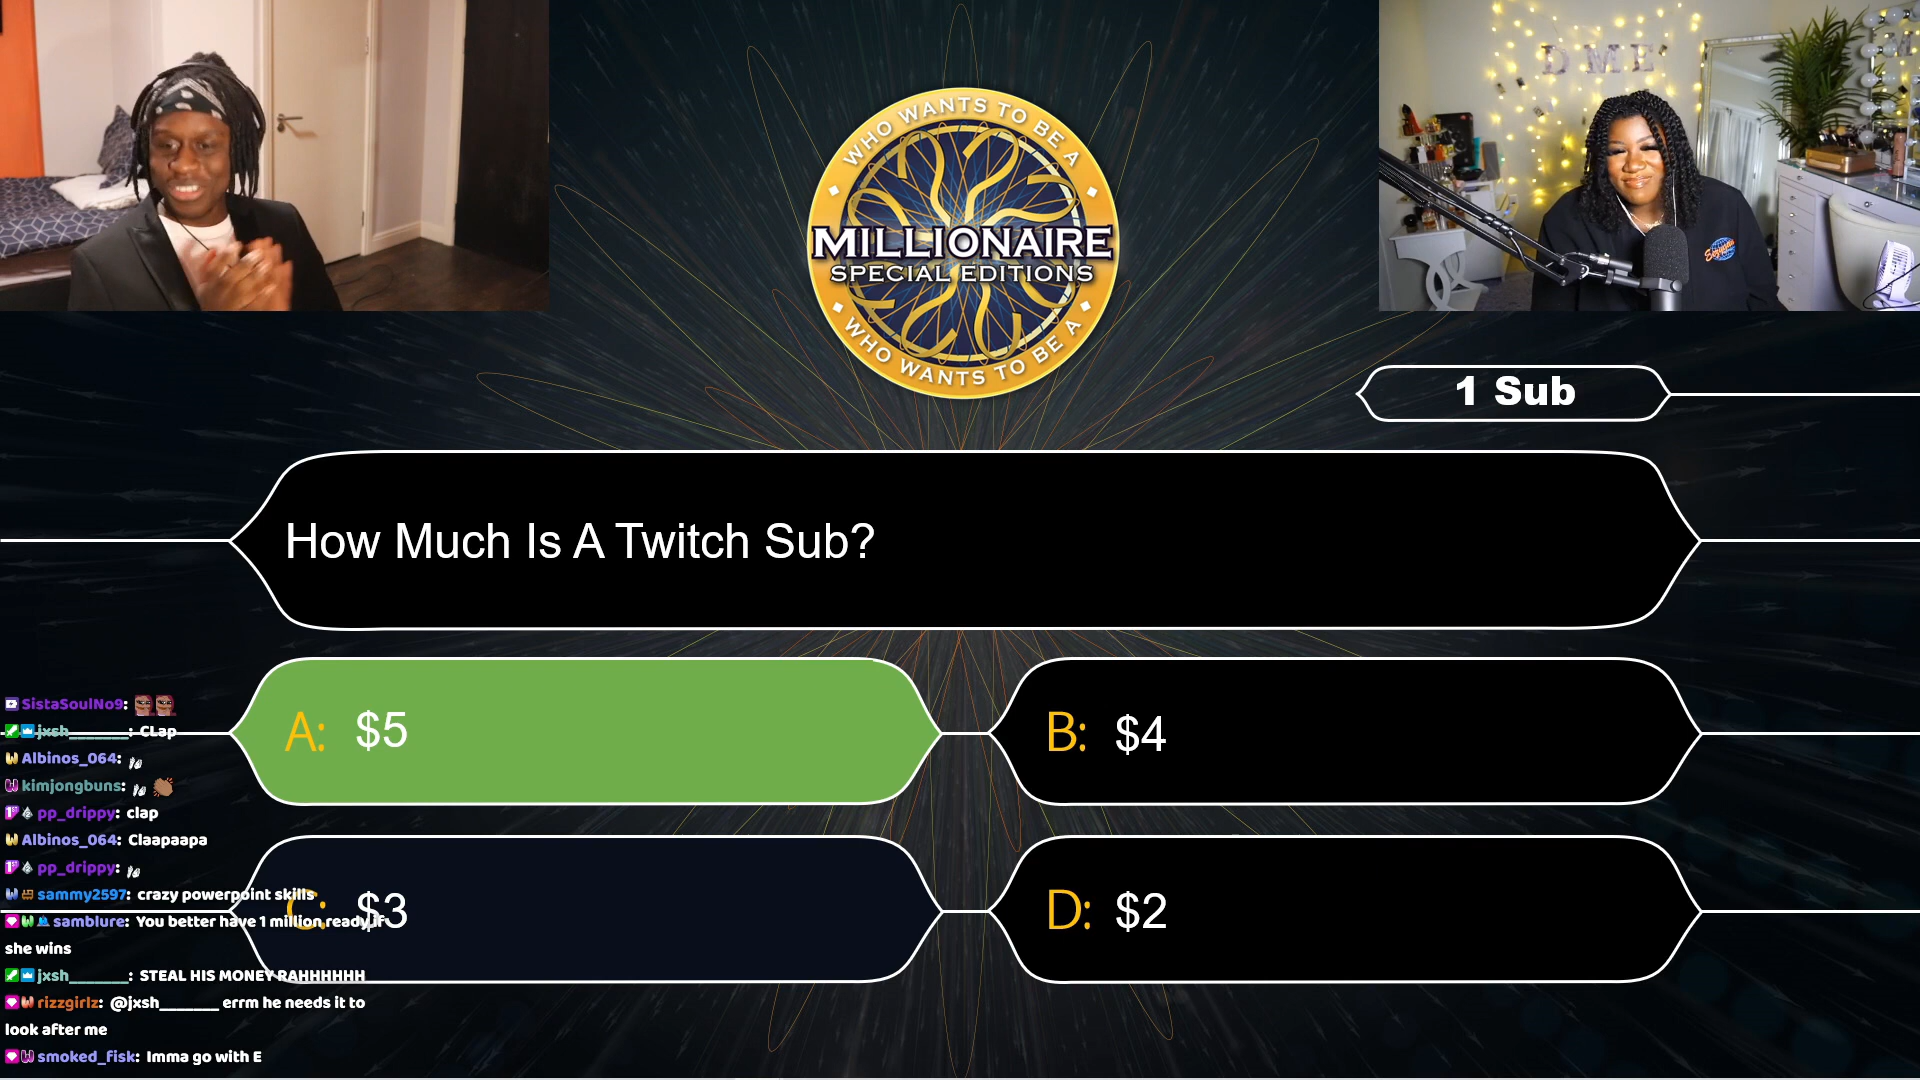 DME
WHO WANTS TO BE A
MILLIONAIRE
SPECIAL EDITIONS
WHO WANTS TO BE A
1 Sub
How Much Is A Twitch Sub?
A: $5
B: $4
C: $3
D: $2
SistaSoulNo9:
jxsh_______: CLap
Albinos_064:
kimjongbuns:
pp_drippy: clap
Albinos_064: Claapaapa
pp_drippy:
sammy2597: crazy powerpoint skills
samblure: You better have 1 million ready if
she wins
jxsh_______: STEAL HIS MONEY RAHHHHHH
rizzgirlz: @jxsh_______ errm he needs it to
look after me
smoked_fisk: Imma go with E